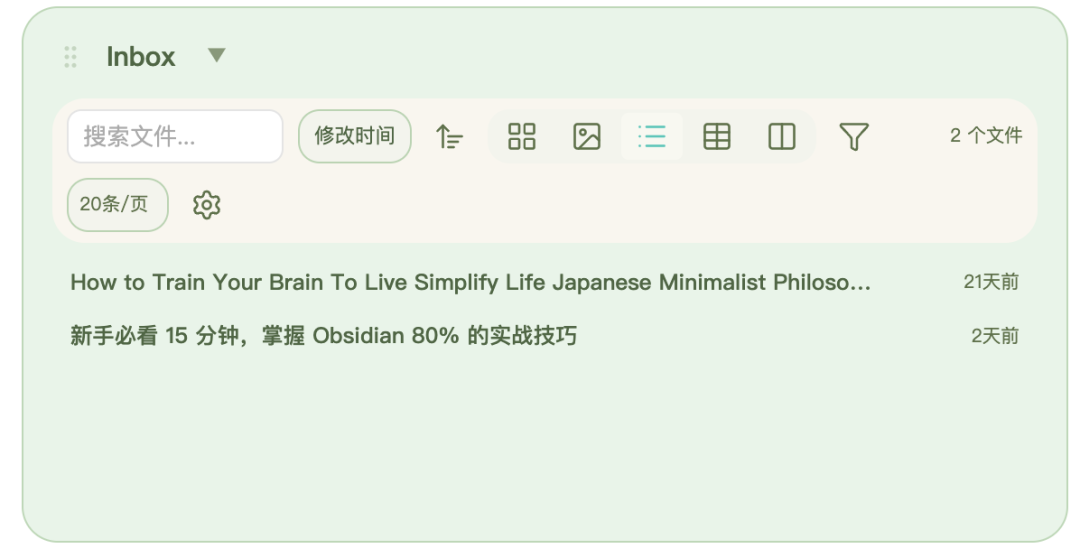 Inbox
搜索文件...
修改时间
2 个文件
20条/页
How to Train Your Brain To Live Simplify Life Japanese Minimalist Philoso...
21天前
新手必看 15 分钟，掌握 Obsidian 80% 的实战技巧
2天前